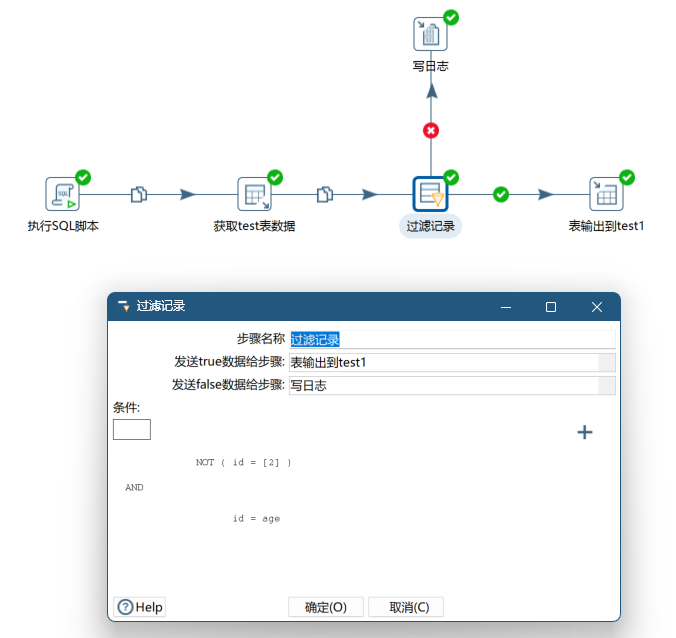 写日志
SQL
执行SQL脚本
获取test表数据
过滤记录
表输出到test1
过滤记录
步骤名称 过滤记录
发送true数据给步骤: 表输出到test1
发送false数据给步骤: 写日志
条件:
NOT ( id = [2] )
AND
id = age
Help
确定(O)
取消(C)